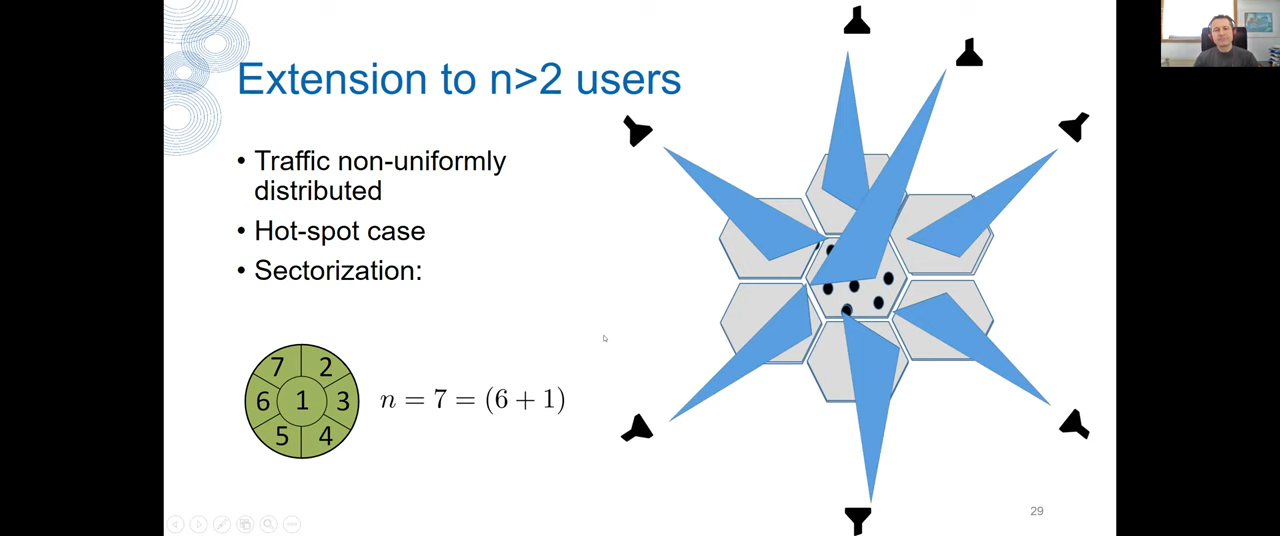 Extension to n>2 users
• Traffic non-uniformly
distributed
• Hot-spot case
• Sectorization:
7 2
6 1 3
5 4
n = 7 = (6 + 1)
29